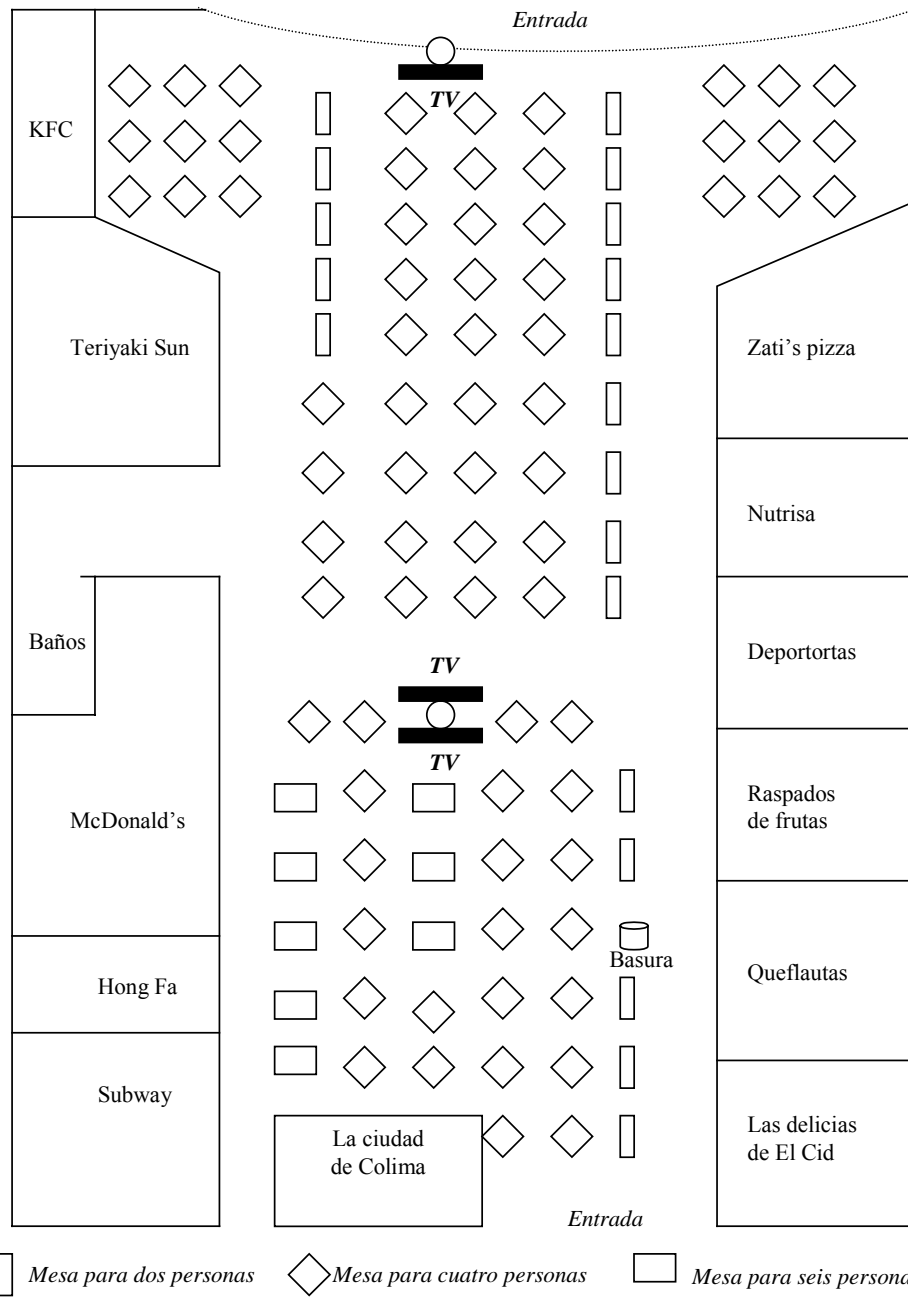 Entrada
TV
KFC
Teriyaki Sun
Zati’s pizza
Nutrisa
Baños
Deportortas
TV
TV
McDonald’s
Raspados
de frutas
Basura
Hong Fa
Queflautas
Subway
La ciudad
de Colima
Las delicias
de El Cid
Entrada
Mesa para dos personas
Mesa para cuatro personas
Mesa para seis persona